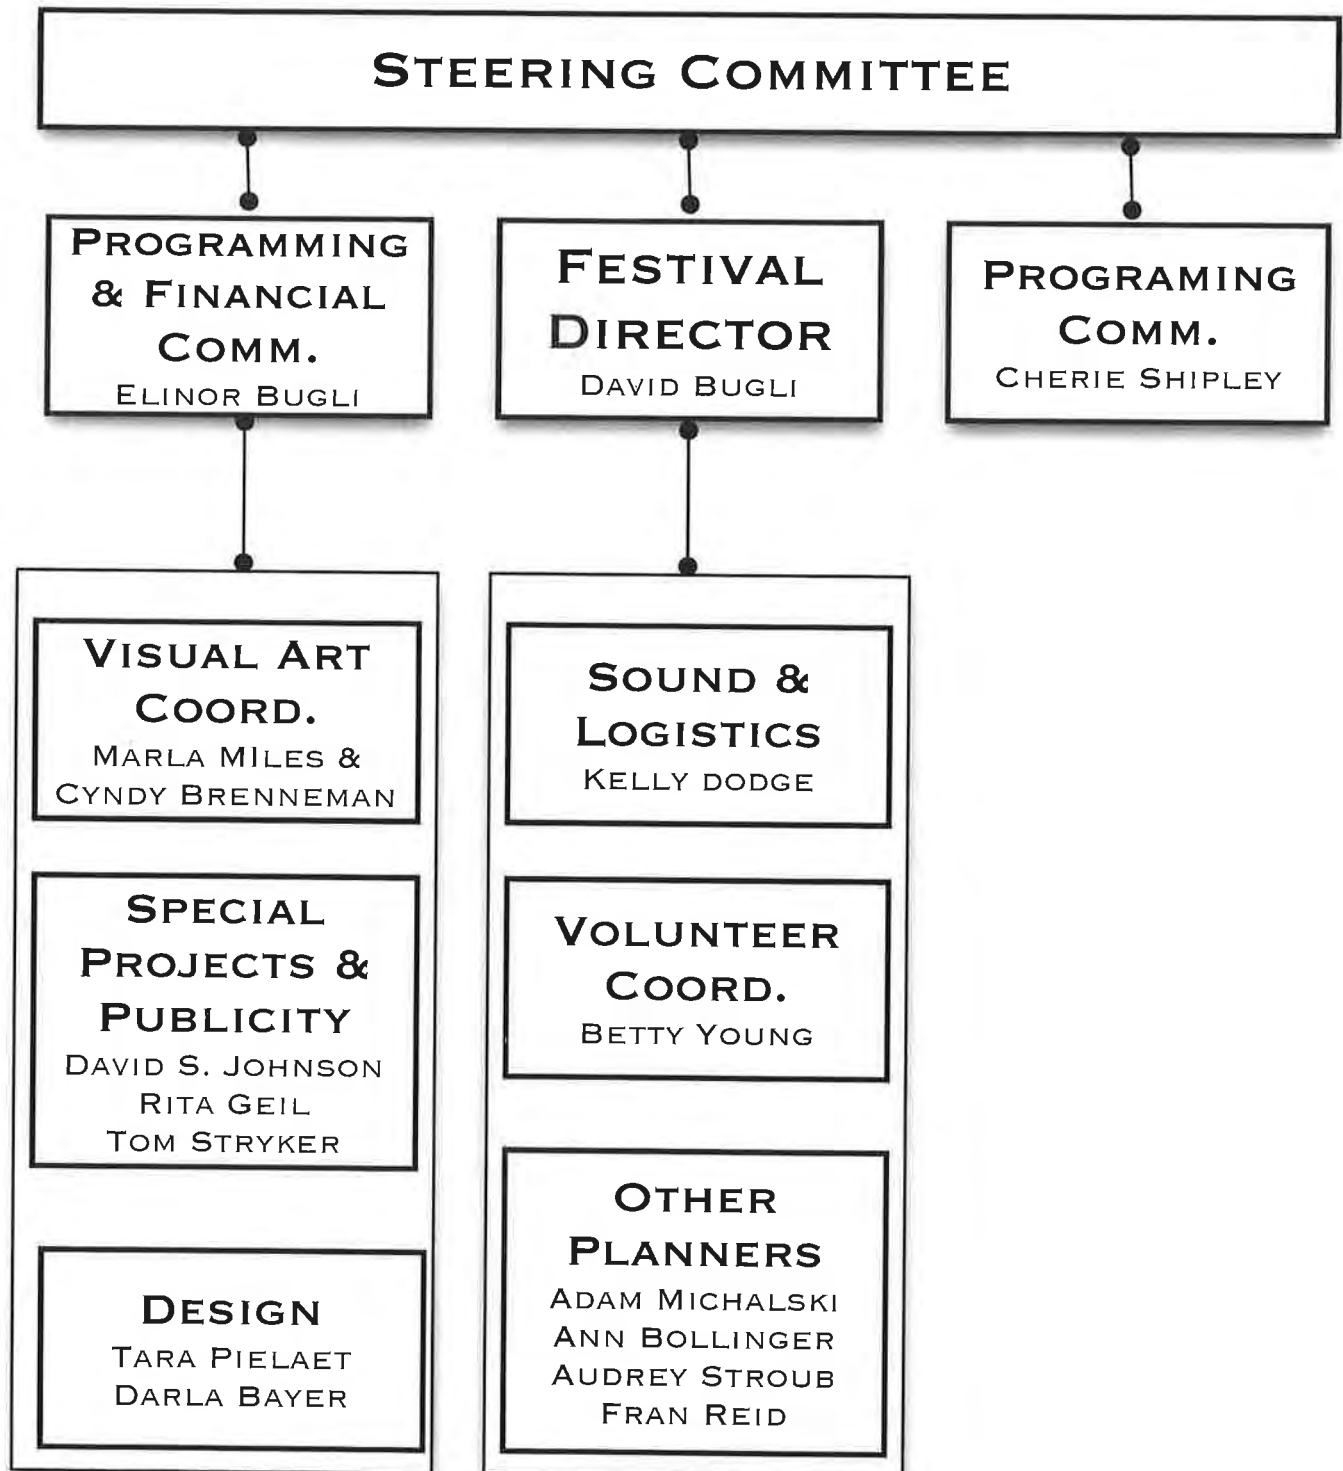 STEERING COMMITTEE
PROGRAMMING
& FINANCIAL
COMM.
ELINOR BUGLI
FESTIVAL
DIRECTOR
DAVID BUGLI
PROGRAMING
COMM.
CHERIE SHIPLEY
VISUAL ART
COORD.
MARLA MILES &
CYNDY BRENNEMAN
SPECIAL
PROJECTS &
PUBLICITY
DAVID S. JOHNSON
RITA GEIL
TOM STRYKER
DESIGN
TARA PIELAET
DARLA BAYER
SOUND &
LOGISTICS
KELLY DODGE
VOLUNTEER
COORD.
BETTY YOUNG
OTHER
PLANNERS
ADAM MICHALSKI
ANN BOLLINGER
AUDREY STROUB
FRAN REID